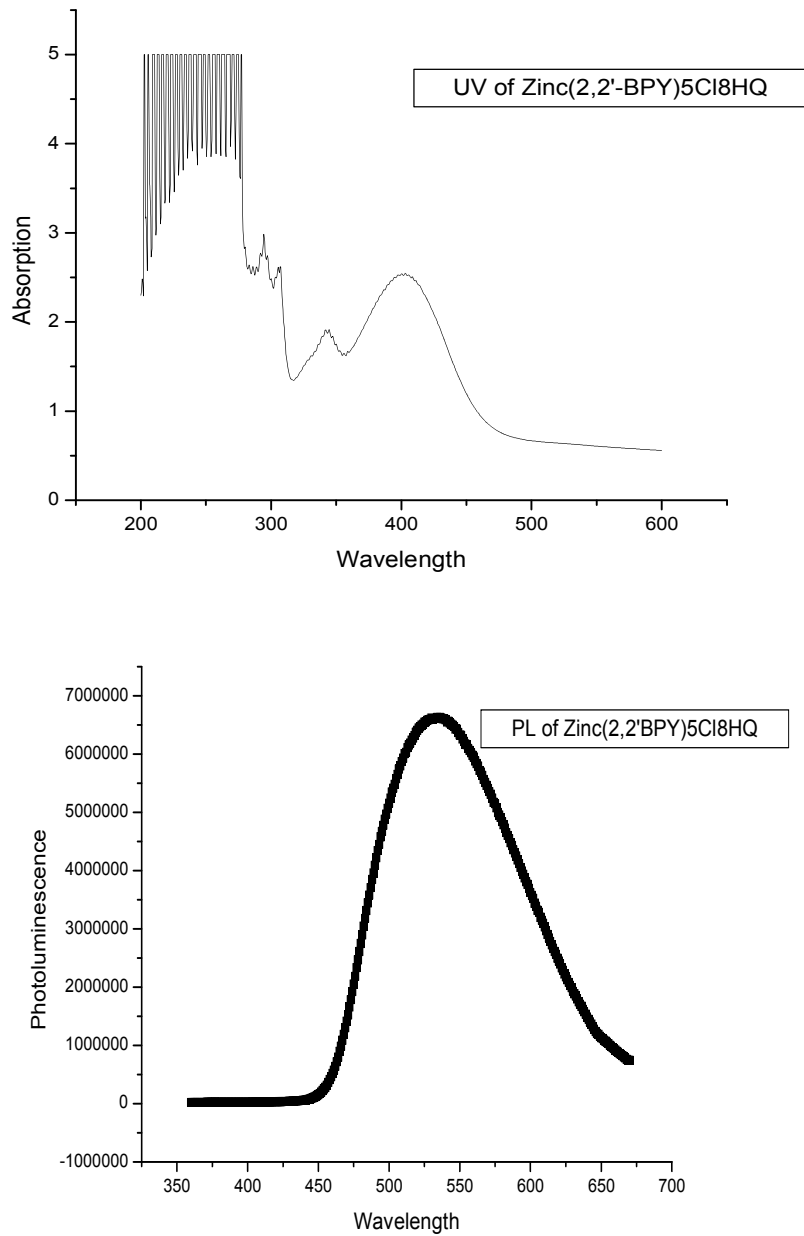 5
UV of Zinc(2,2'-BPY)5Cl8HQ
4
3
Absorption
2
1
0
200 300 400 500 600
Wavelength
7000000
PL of Zinc(2,2'BPY)5Cl8HQ
6000000
5000000
4000000
Photoluminescence
3000000
2000000
1000000
0
-1000000
350 400 450 500 550 600 650 700
Wavelength